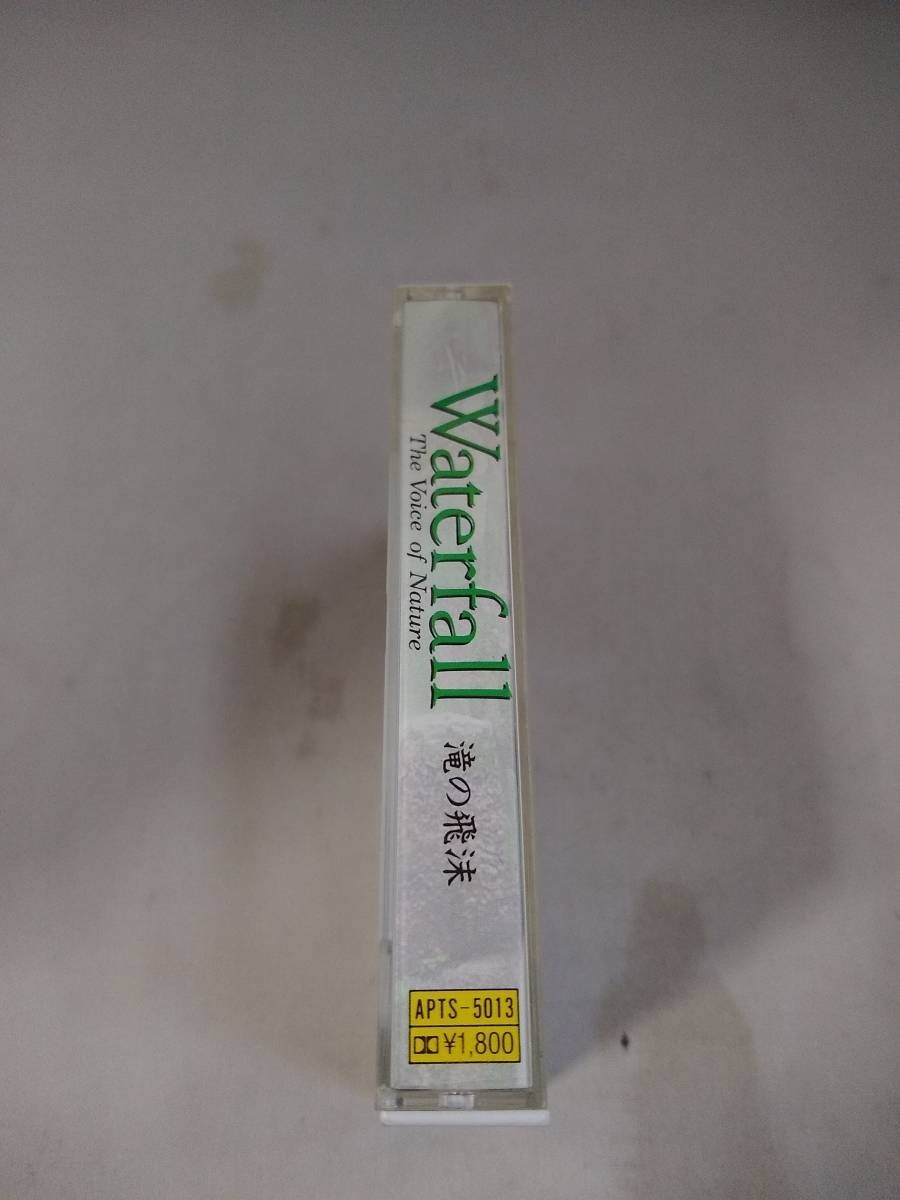 Waterfall
The Voice of Nature
滝の飛沫
APTS-5013
¥1,800